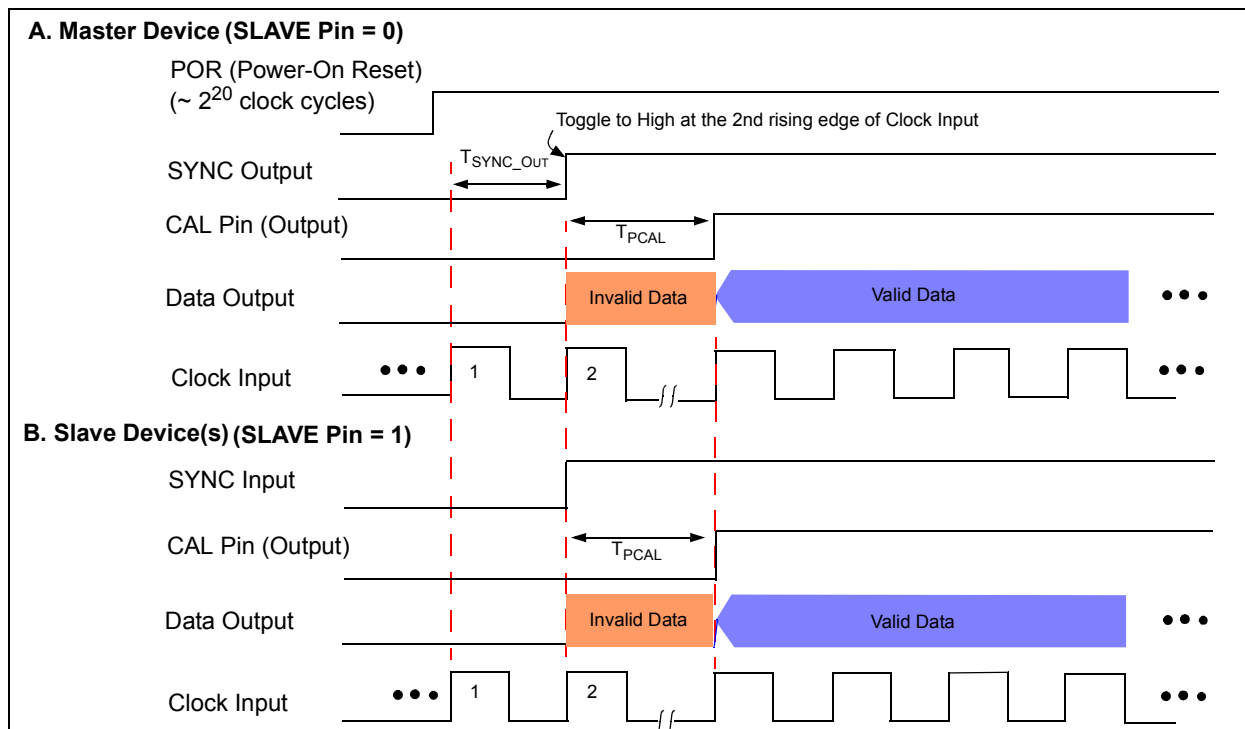 A. Master Device (SLAVE Pin = 0)
POR (Power-On Reset)
(~ 2^20 clock cycles)
Toggle to High at the 2nd rising edge of Clock Input
T_SYNC_OUT
SYNC Output
CAL Pin (Output)
T_PCAL
Data Output
Invalid Data
Valid Data
•••
Clock Input
•••
1
2
•••
B. Slave Device(s) (SLAVE Pin = 1)
SYNC Input
CAL Pin (Output)
T_PCAL
Data Output
Invalid Data
Valid Data
•••
Clock Input
•••
1
2
•••